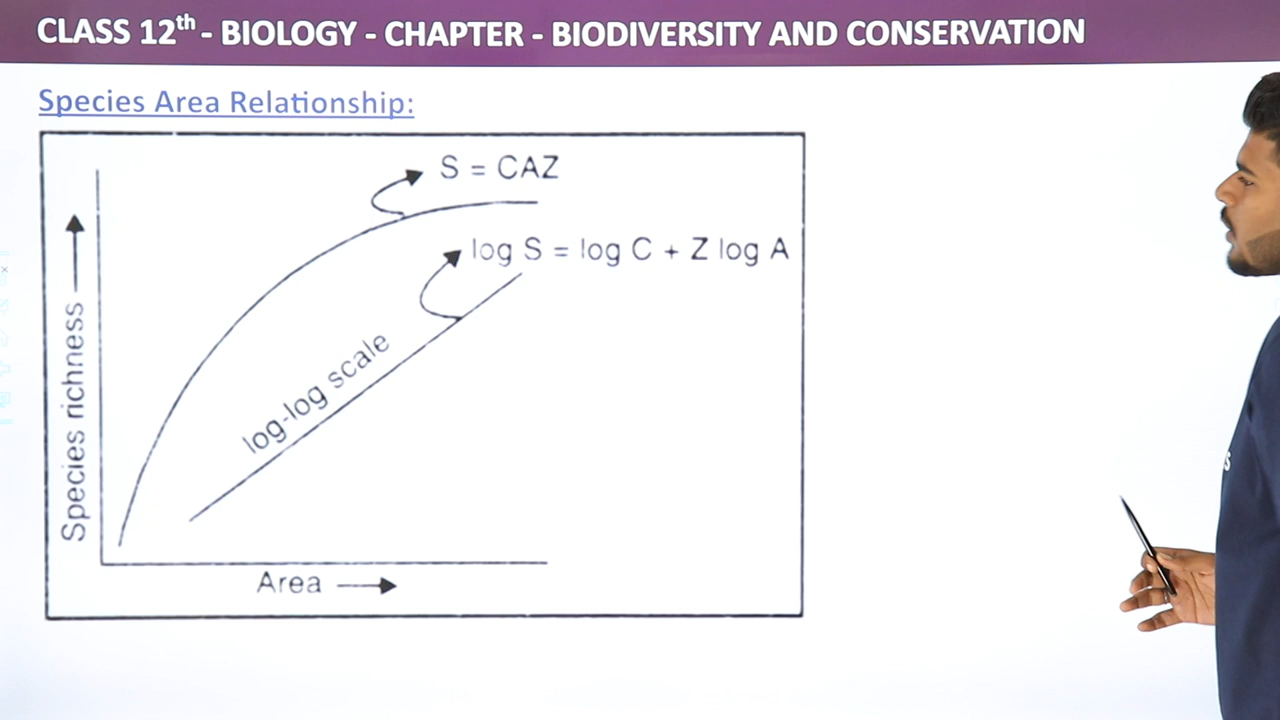 CLASS 12th - BIOLOGY - CHAPTER - BIODIVERSITY AND CONSERVATION
Species Area Relationship:
S = CAZ
log S = log C + Z log A
log-log scale
Species richness
Area